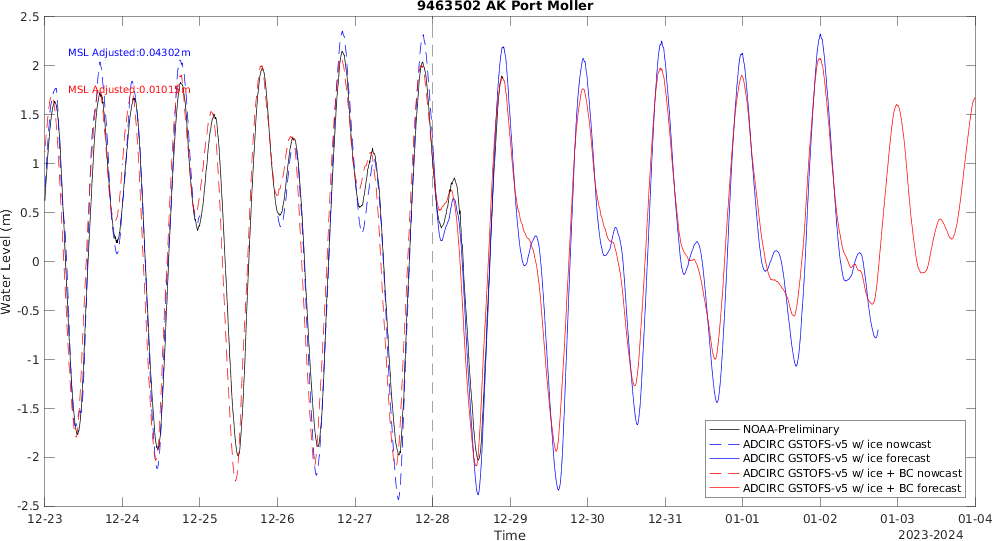 9463502 AK Port Moller
MSL Adjusted:0.04302m
MSL Adjusted:0.01019m
Water Level (m)
2.5
2
1.5
1
0.5
0
-0.5
-1
-1.5
-2
-2.5
NOAA-Preliminary
ADCIRC GSTOFS-v5 w/ ice nowcast
ADCIRC GSTOFS-v5 w/ ice forecast
ADCIRC GSTOFS-v5 w/ ice + BC nowcast
ADCIRC GSTOFS-v5 w/ ice + BC forecast
12-23 12-24 12-25 12-26 12-27 12-28 12-29 12-30 12-31 01-01 01-02 01-03 01-04
Time
2023-2024